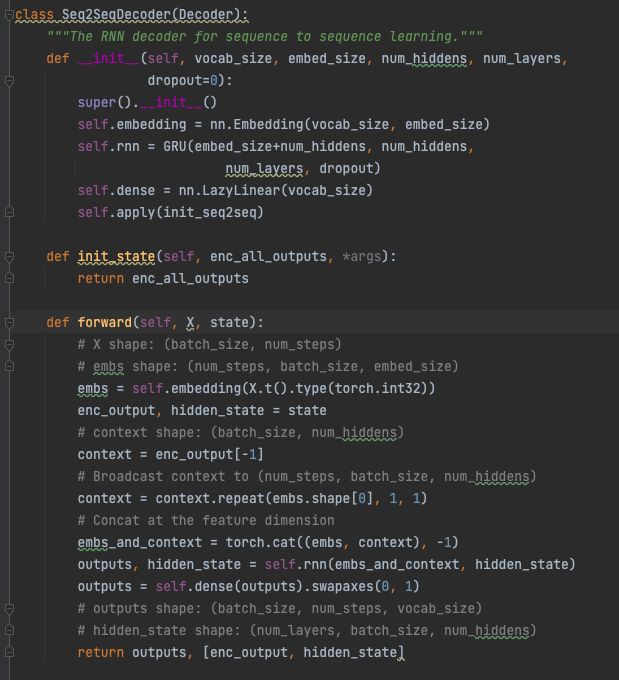 class Seq2SeqDecoder(Decoder):
    """The RNN decoder for sequence to sequence learning."""
    def __init__(self, vocab_size, embed_size, num_hiddens, num_layers,
                 dropout=0):
        super().__init__()
        self.embedding = nn.Embedding(vocab_size, embed_size)
        self.rnn = GRU(embed_size+num_hiddens, num_hiddens,
                           num_layers, dropout)
        self.dense = nn.LazyLinear(vocab_size)
        self.apply(init_seq2seq)

    def init_state(self, enc_all_outputs, *args):
        return enc_all_outputs

    def forward(self, X, state):
        # X shape: (batch_size, num_steps)
        # embs shape: (num_steps, batch_size, embed_size)
        embs = self.embedding(X.t().type(torch.int32))
        enc_output, hidden_state = state
        # context shape: (batch_size, num_hiddens)
        context = enc_output[-1]
        # Broadcast context to (num_steps, batch_size, num_hiddens)
        context = context.repeat(embs.shape[0], 1, 1)
        # Concat at the feature dimension
        embs_and_context = torch.cat((embs, context), -1)
        outputs, hidden_state = self.rnn(embs_and_context, hidden_state)
        outputs = self.dense(outputs).swapaxes(0, 1)
        # outputs shape: (batch_size, num_steps, vocab_size)
        # hidden_state shape: (num_layers, batch_size, num_hiddens)
        return outputs, [enc_output, hidden_state]